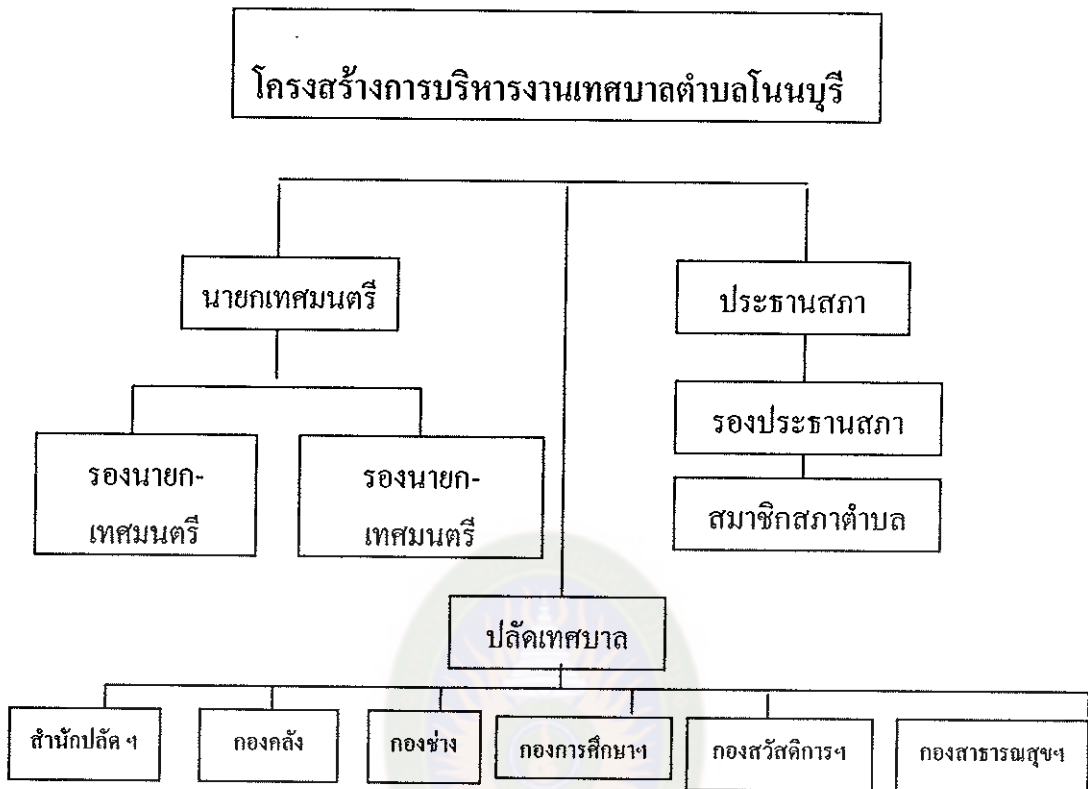 โครงสร้างการบริหารงานเทศบาลตำบลโนนบุรี
นายกเทศมนตรี
ประธานสภา
รองประธานสภา
รองนายก-
เทศมนตรี
รองนายก-
เทศมนตรี
สมาชิกสภาตำบล
ปลัดเทศบาล
สำนักปลัด ฯ
กองคลัง
กองช่าง
กองการศึกษาฯ
กองสวัสดิการฯ
กองสาธารณสุขฯ